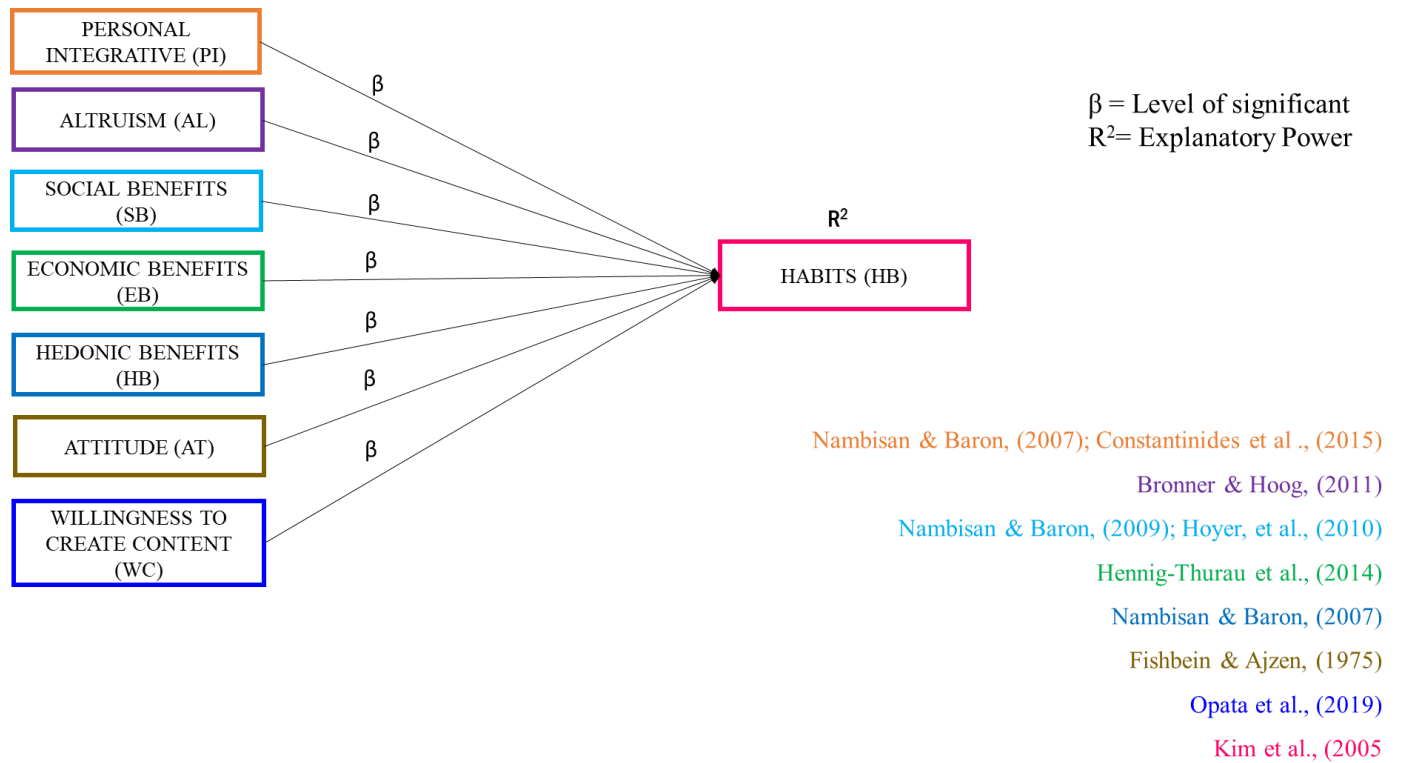 PERSONAL
INTEGRATIVE (PI)
β
β = Level of significant
ALTRUISM (AL)
β
R²= Explanatory Power
SOCIAL BENEFITS
(SB)
β
R²
ECONOMIC BENEFITS
(EB)
β
HABITS (HB)
HEDONIC BENEFITS
(HB)
β
ATTITUDE (AT)
β
WILLINGNESS TO
CREATE CONTENT
(WC)
β
Nambisan & Baron, (2007); Constantinides et al ., (2015)
Bronner & Hoog, (2011)
Nambisan & Baron, (2009); Hoyer, et al., (2010)
Hennig-Thurau et al., (2014)
Nambisan & Baron, (2007)
Fishbein & Ajzen, (1975)
Opata et al., (2019)
Kim et al., (2005